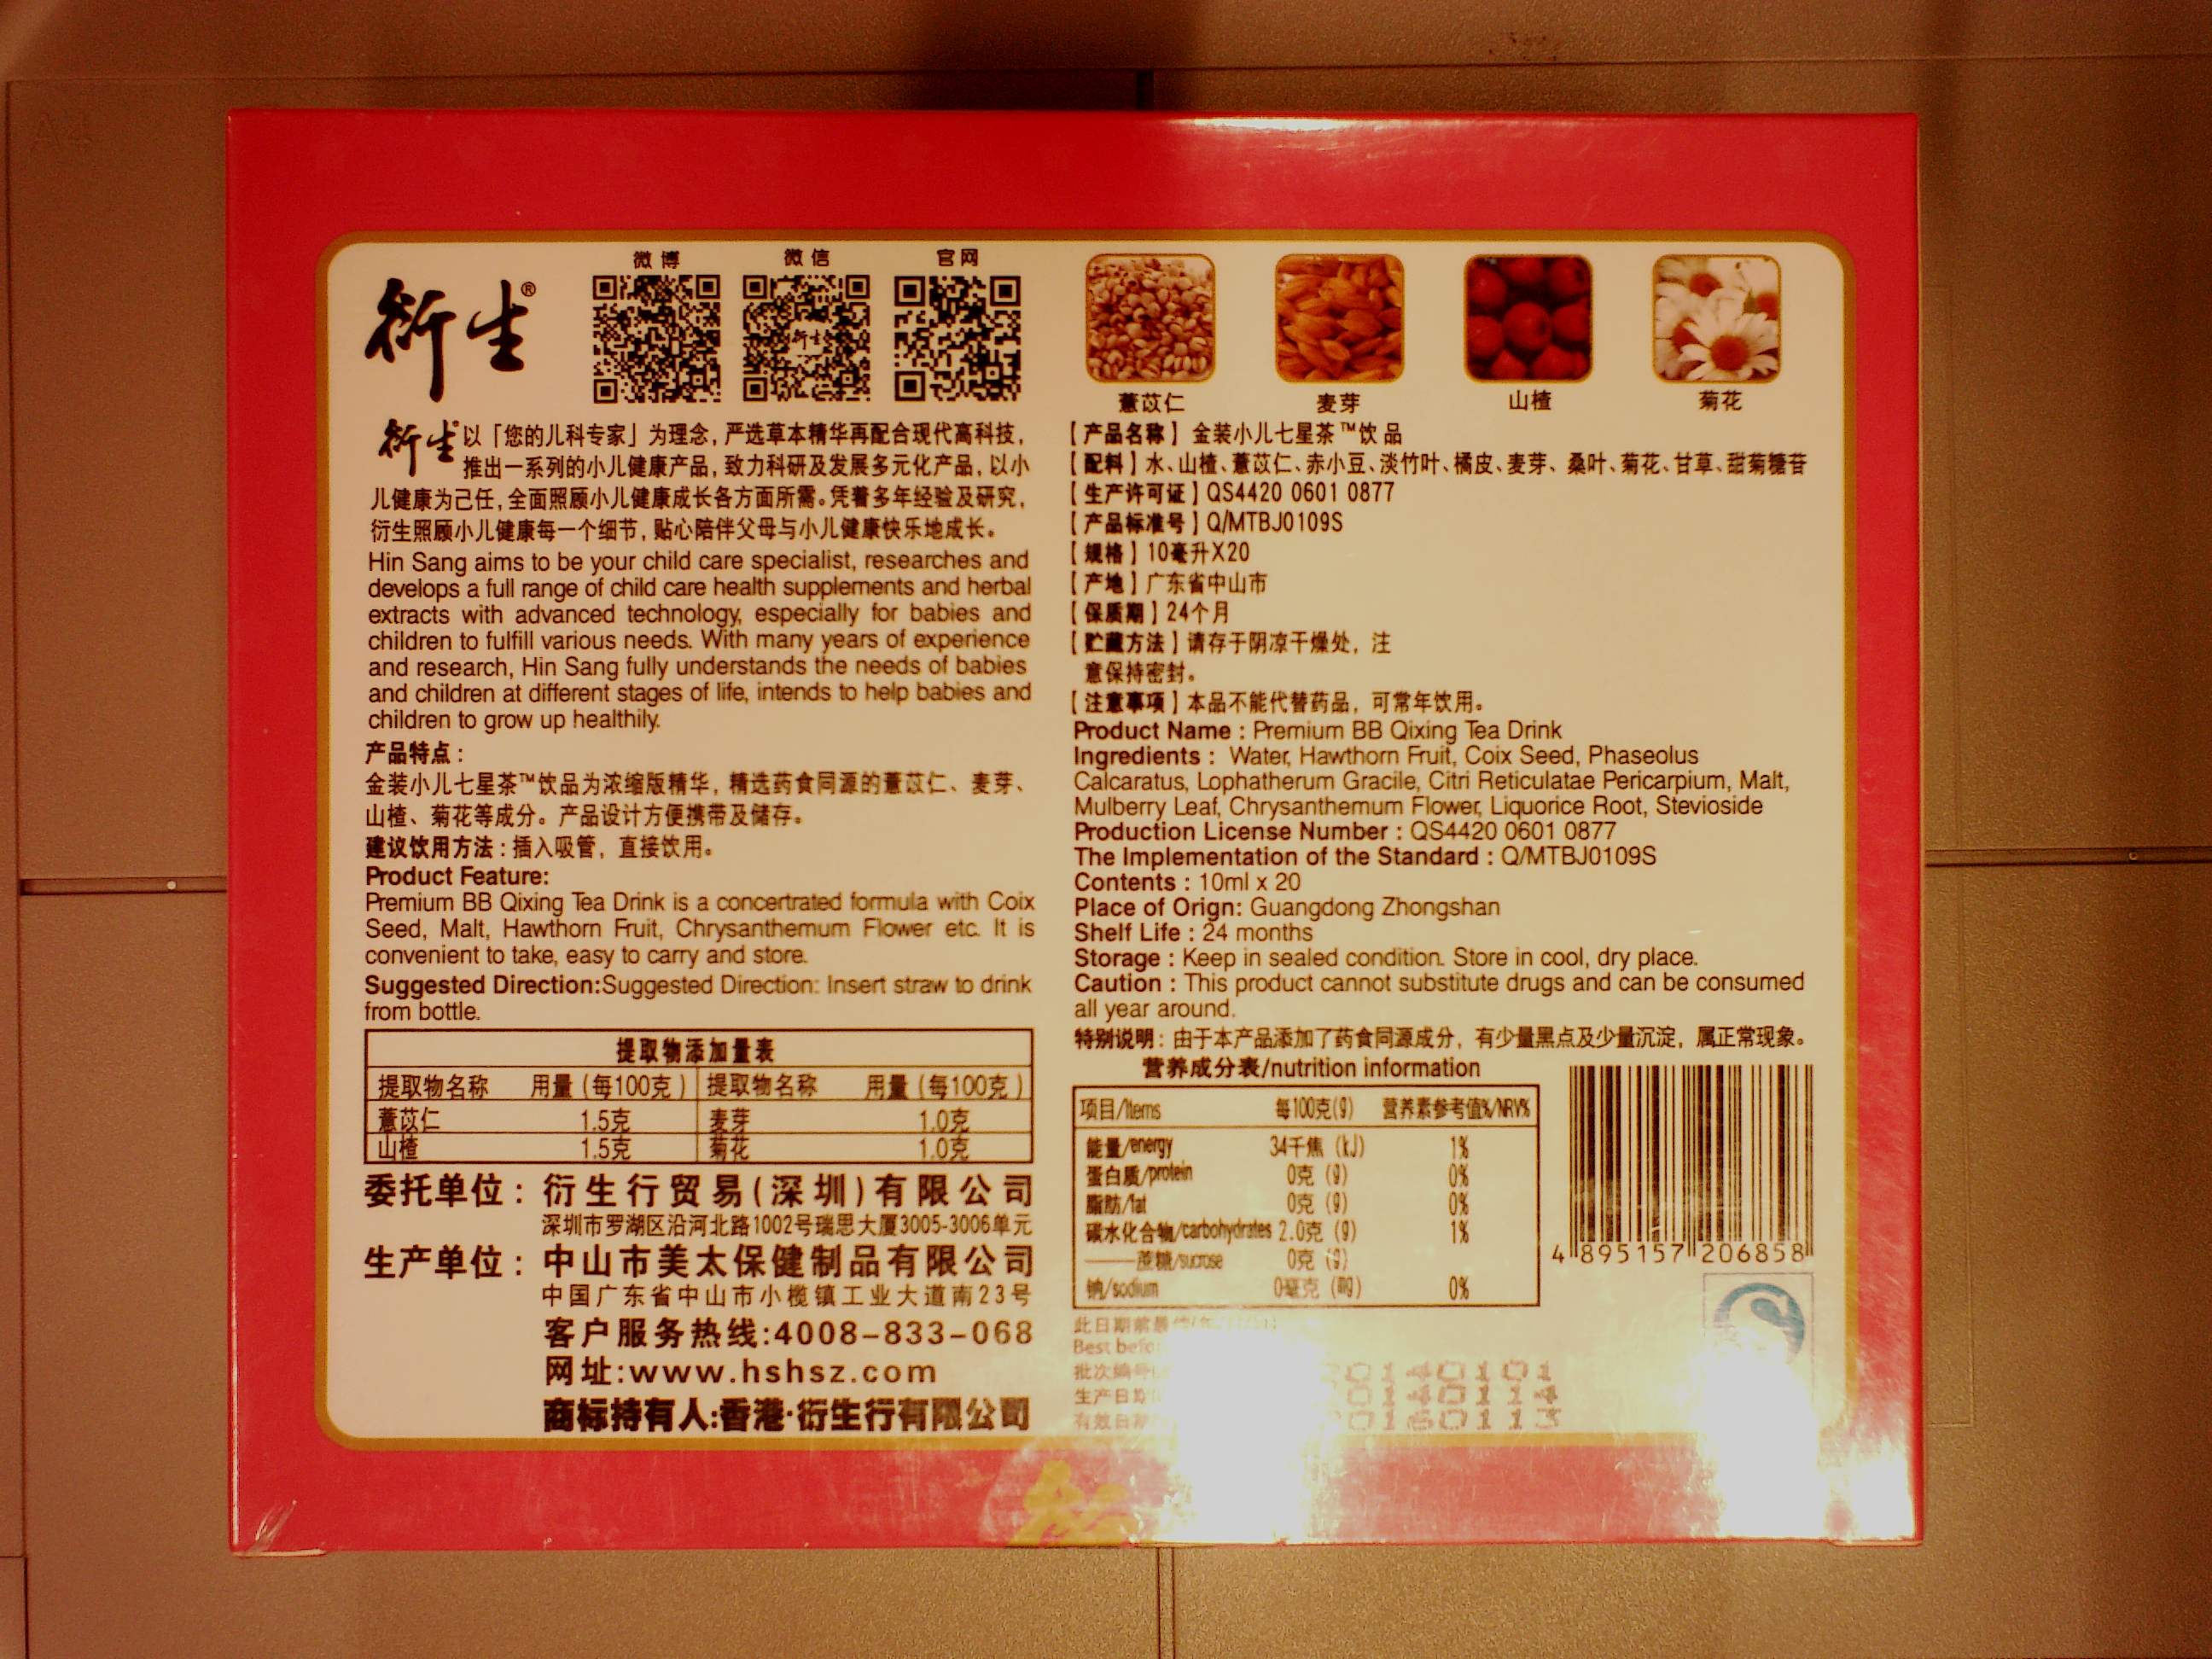 A4
衍生®
微博
微信
官网
衍生
衍生®以「您的儿科专家」为理念,严选草本精华再配合现代高科技,
推出一系列的小儿健康产品,致力科研及发展多元化产品,以小
儿健康为己任,全面照顾小儿健康成长各方面所需。凭着多年经验及研究,
衍生照顾小儿健康每一个细节,贴心陪伴父母与小儿健康快乐地成长。
Hin Sang aims to be your child care specialist, researches and
develops a full range of child care health supplements and herbal
extracts with advanced technology, especially for babies and
children to fulfill various needs. With many years of experience
and research, Hin Sang fully understands the needs of babies
and children at different stages of life, intends to help babies and
children to grow up healthily.
产品特点:
金装小儿七星茶™饮品为浓缩版精华,精选药食同源的薏苡仁、麦芽、
山楂、菊花等成分。产品设计方便携带及储存。
建议饮用方法:插入吸管,直接饮用。
Product Feature:
Premium BB Qixing Tea Drink is a concertrated formula with Coix
Seed, Malt, Hawthorn Fruit, Chrysanthemum Flower etc. It is
convenient to take, easy to carry and store.
Suggested Direction:Suggested Direction: Insert straw to drink
from bottle.
提取物添加量表
提取物名称 用量(每100克) 提取物名称 用量(每100克)
薏苡仁 1.5克 麦芽 1.0克
山楂 1.5克 菊花 1.0克
委托单位:衍生行贸易(深圳)有限公司
深圳市罗湖区沿河北路1002号瑞思大厦3005-3006单元
生产单位:中山市美太保健制品有限公司
中国广东省中山市小榄镇工业大道南23号
客户服务热线:4008-833-068
网址:www.hshsz.com
商标持有人:香港·衍生行有限公司
薏苡仁
麦芽
山楂
菊花
【产品名称】金装小儿七星茶™饮品
【配料】水、山楂、薏苡仁、赤小豆、淡竹叶、橘皮、麦芽、桑叶、菊花、甘草、甜菊糖苷
【生产许可证】QS4420 0601 0877
【产品标准号】Q/MTBJ0109S
【规格】10毫升X20
【产地】广东省中山市
【保质期】24个月
【贮藏方法】请存于阴凉干燥处,注
意保持密封。
【注意事项】本品不能代替药品,可常年饮用。
Product Name : Premium BB Qixing Tea Drink
Ingredients : Water, Hawthorn Fruit, Coix Seed, Phaseolus
Calcaratus, Lophatherum Gracile, Citri Reticulatae Pericarpium, Malt,
Mulberry Leaf, Chrysanthemum Flower, Liquorice Root, Stevioside
Production License Number : QS4420 0601 0877
The Implementation of the Standard : Q/MTBJ0109S
Contents : 10ml x 20
Place of Orign: Guangdong Zhongshan
Shelf Life : 24 months
Storage : Keep in sealed condition. Store in cool, dry place.
Caution : This product cannot substitute drugs and can be consumed
all year around.
特别说明:由于本产品添加了药食同源成分,有少量黑点及少量沉淀,属正常现象。
营养成分表/nutrition information
项目/Items 每100克(g) 营养素参考值%/NRV%
能量/energy 34千焦(kJ) 1%
蛋白质/protein 0克(g) 0%
脂肪/fat 0克(g) 0%
碳水化合物/carbohydrates 2.0克(g) 1%
——蔗糖/sucrose 0克(g)
钠/sodium 0毫克(mg) 0%
4 895157 206858
此日期前最
Best before
批次编号 0140101
生产日期 0140114
有效日期 0160113